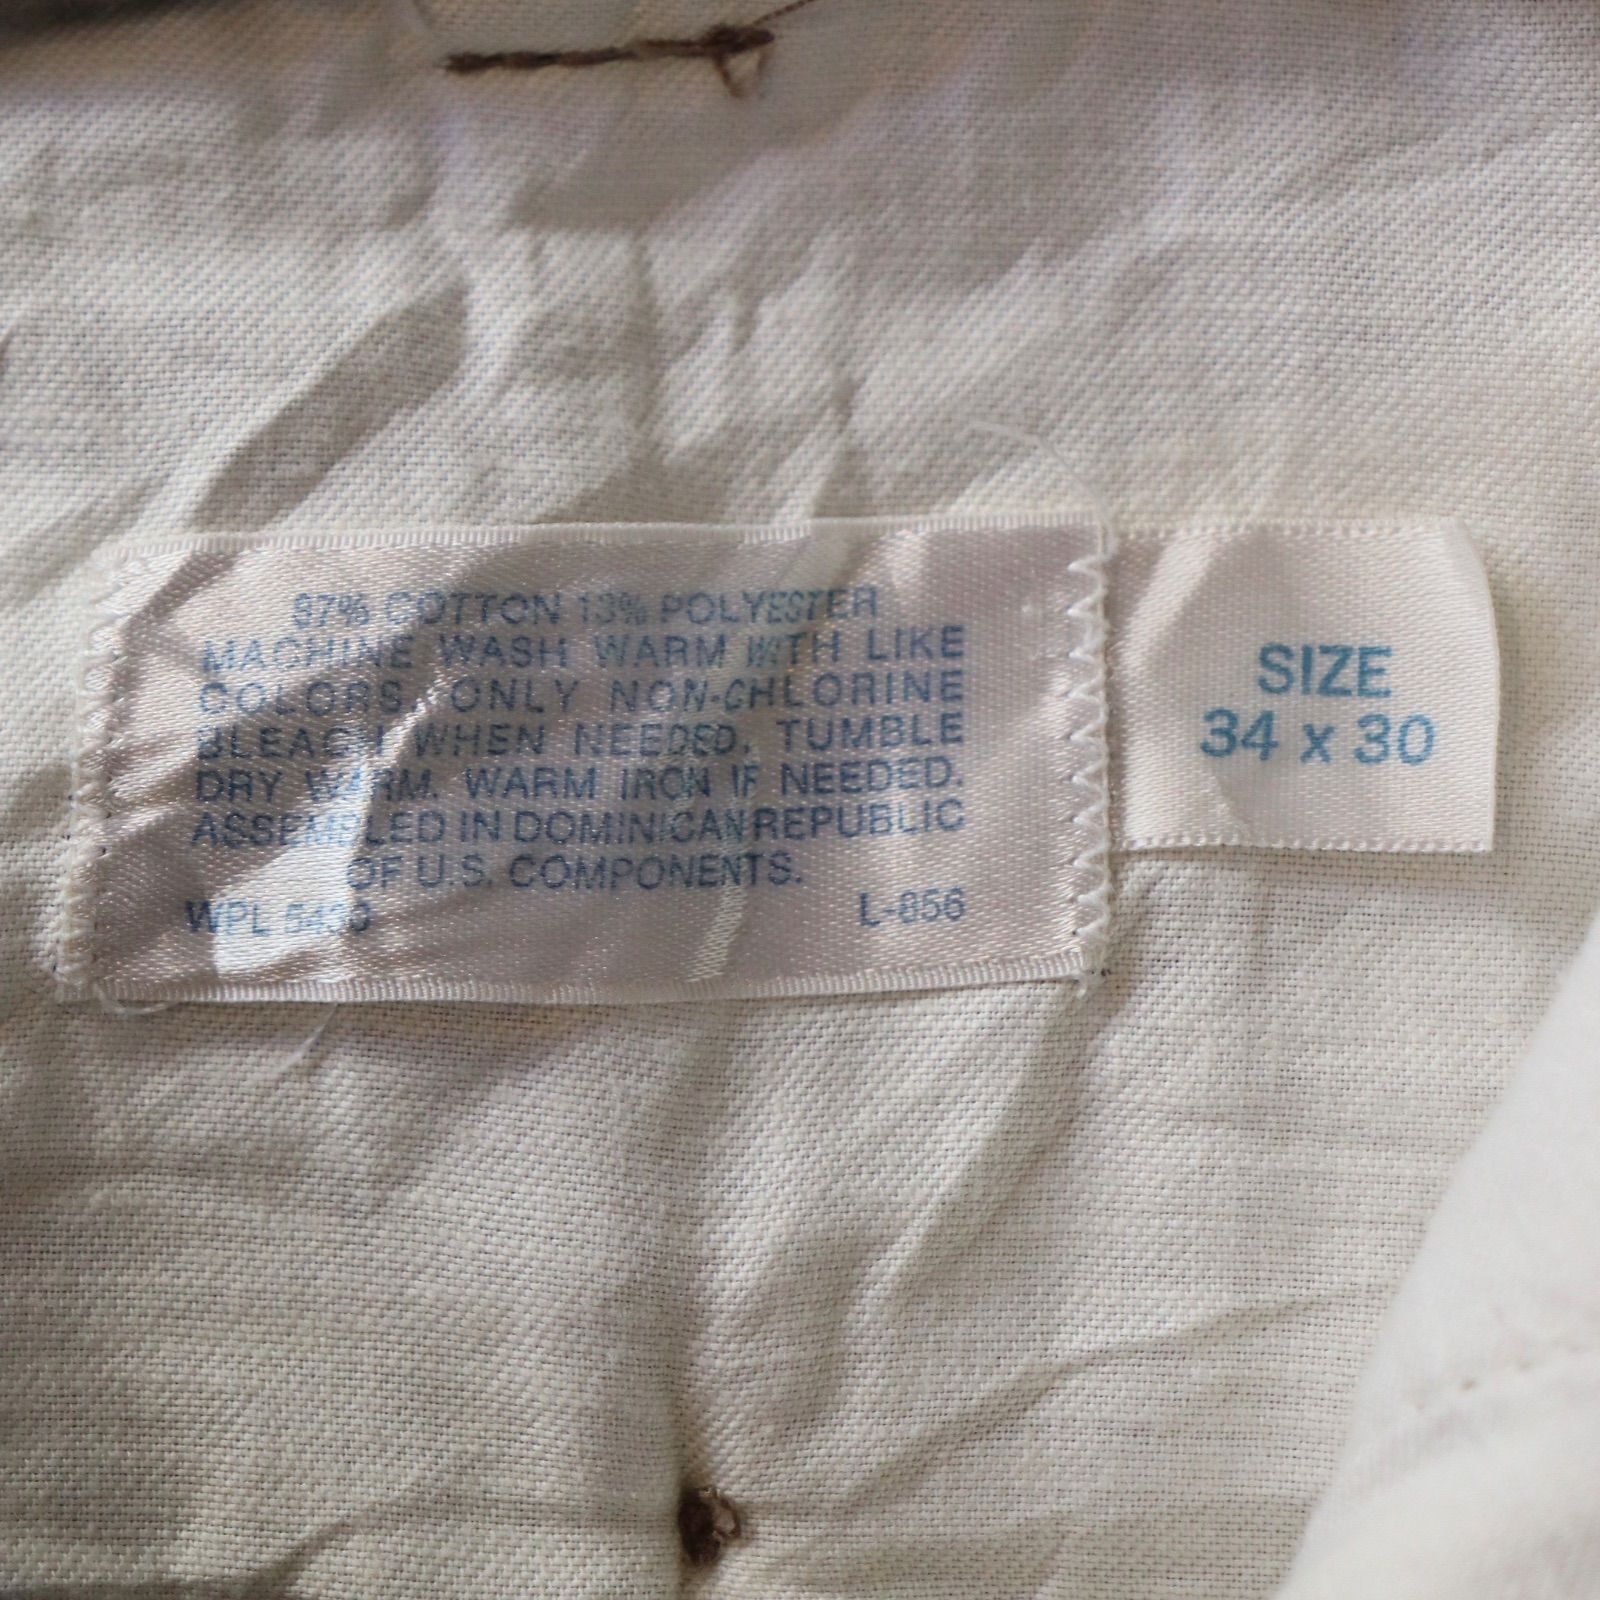 87% COTTON 13% POLYESTER
MACHINE WASH WARM WITH LIKE
COLORS, ONLY NON-CHLORINE
BLEACH WHEN NEEDED, TUMBLE
DRY WARM. WARM IRON IF NEEDED.
ASSEMBLED IN DOMINICAN REPUBLIC
OF U.S. COMPONENTS.
WPL L-856
SIZE
34 x 30